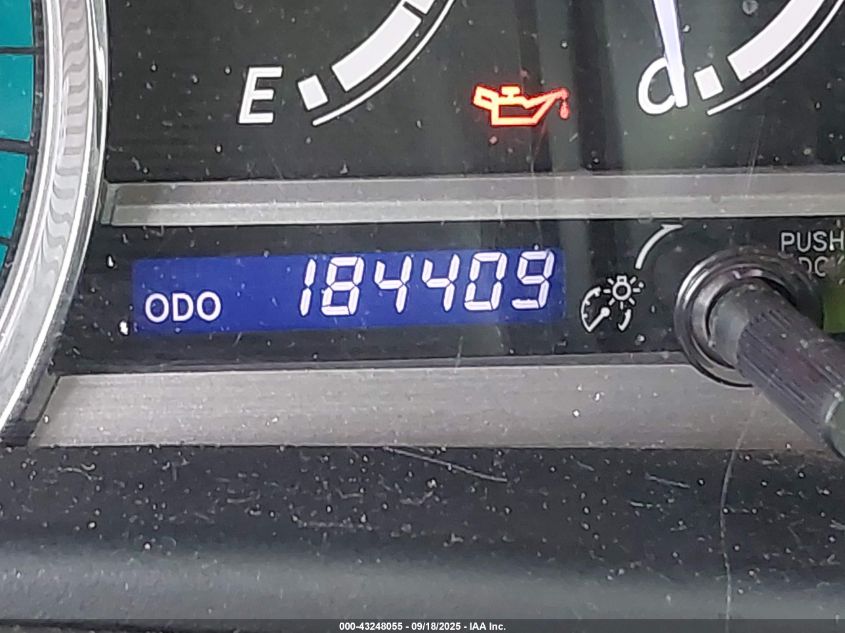 E
PUSH
ODO 184409
000-43248055 - 09/18/2025 - IAA Inc.